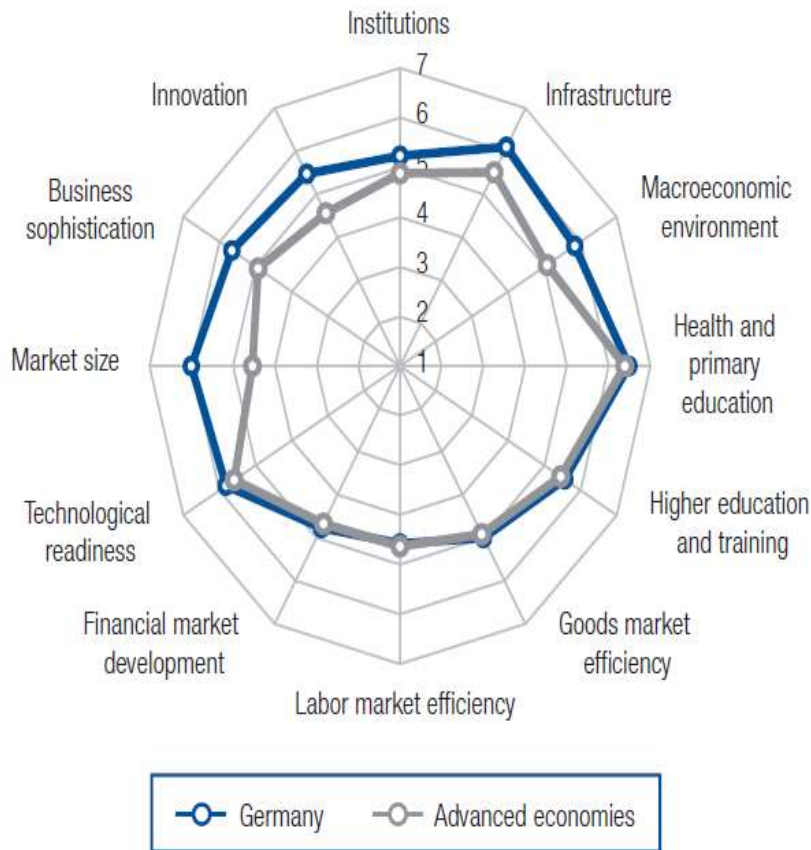 Institutions
7
6
5
4
3
2
1
Infrastructure
Macroeconomic
environment
Health and
primary
education
Higher education
and training
Goods market
efficiency
Labor market efficiency
Financial market
development
Technological
readiness
Market size
Business
sophistication
Innovation
Germany
Advanced economies